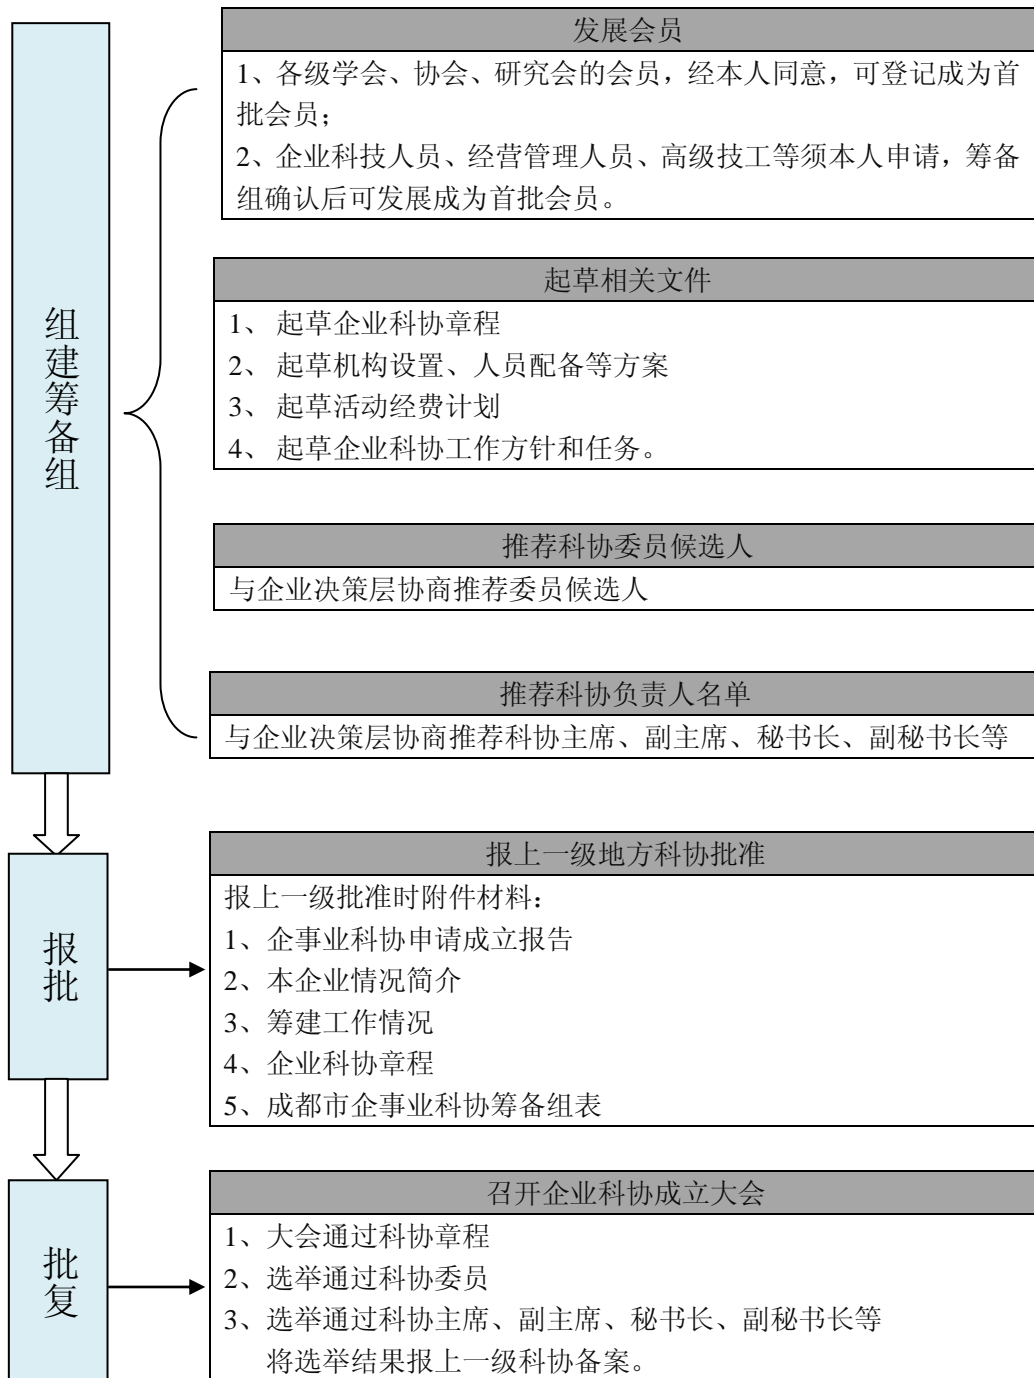 组建筹备组
发展会员
1、各级学会、协会、研究会的会员，经本人同意，可登记成为首
批会员；
2、企业科技人员、经营管理人员、高级技工等须本人申请，筹备
组确认后可发展成为首批会员。
起草相关文件
1、 起草企业科协章程
2、 起草机构设置、人员配备等方案
3、 起草活动经费计划
4、 起草企业科协工作方针和任务。
推荐科协委员候选人
与企业决策层协商推荐委员候选人
推荐科协负责人名单
与企业决策层协商推荐科协主席、副主席、秘书长、副秘书长等
报批
报上一级地方科协批准
报上一级批准时附件材料：
1、企事业科协申请成立报告
2、本企业情况简介
3、筹建工作情况
4、企业科协章程
5、成都市企事业科协筹备组表
批复
召开企业科协成立大会
1、大会通过科协章程
2、选举通过科协委员
3、选举通过科协主席、副主席、秘书长、副秘书长等
将选举结果报上一级科协备案。